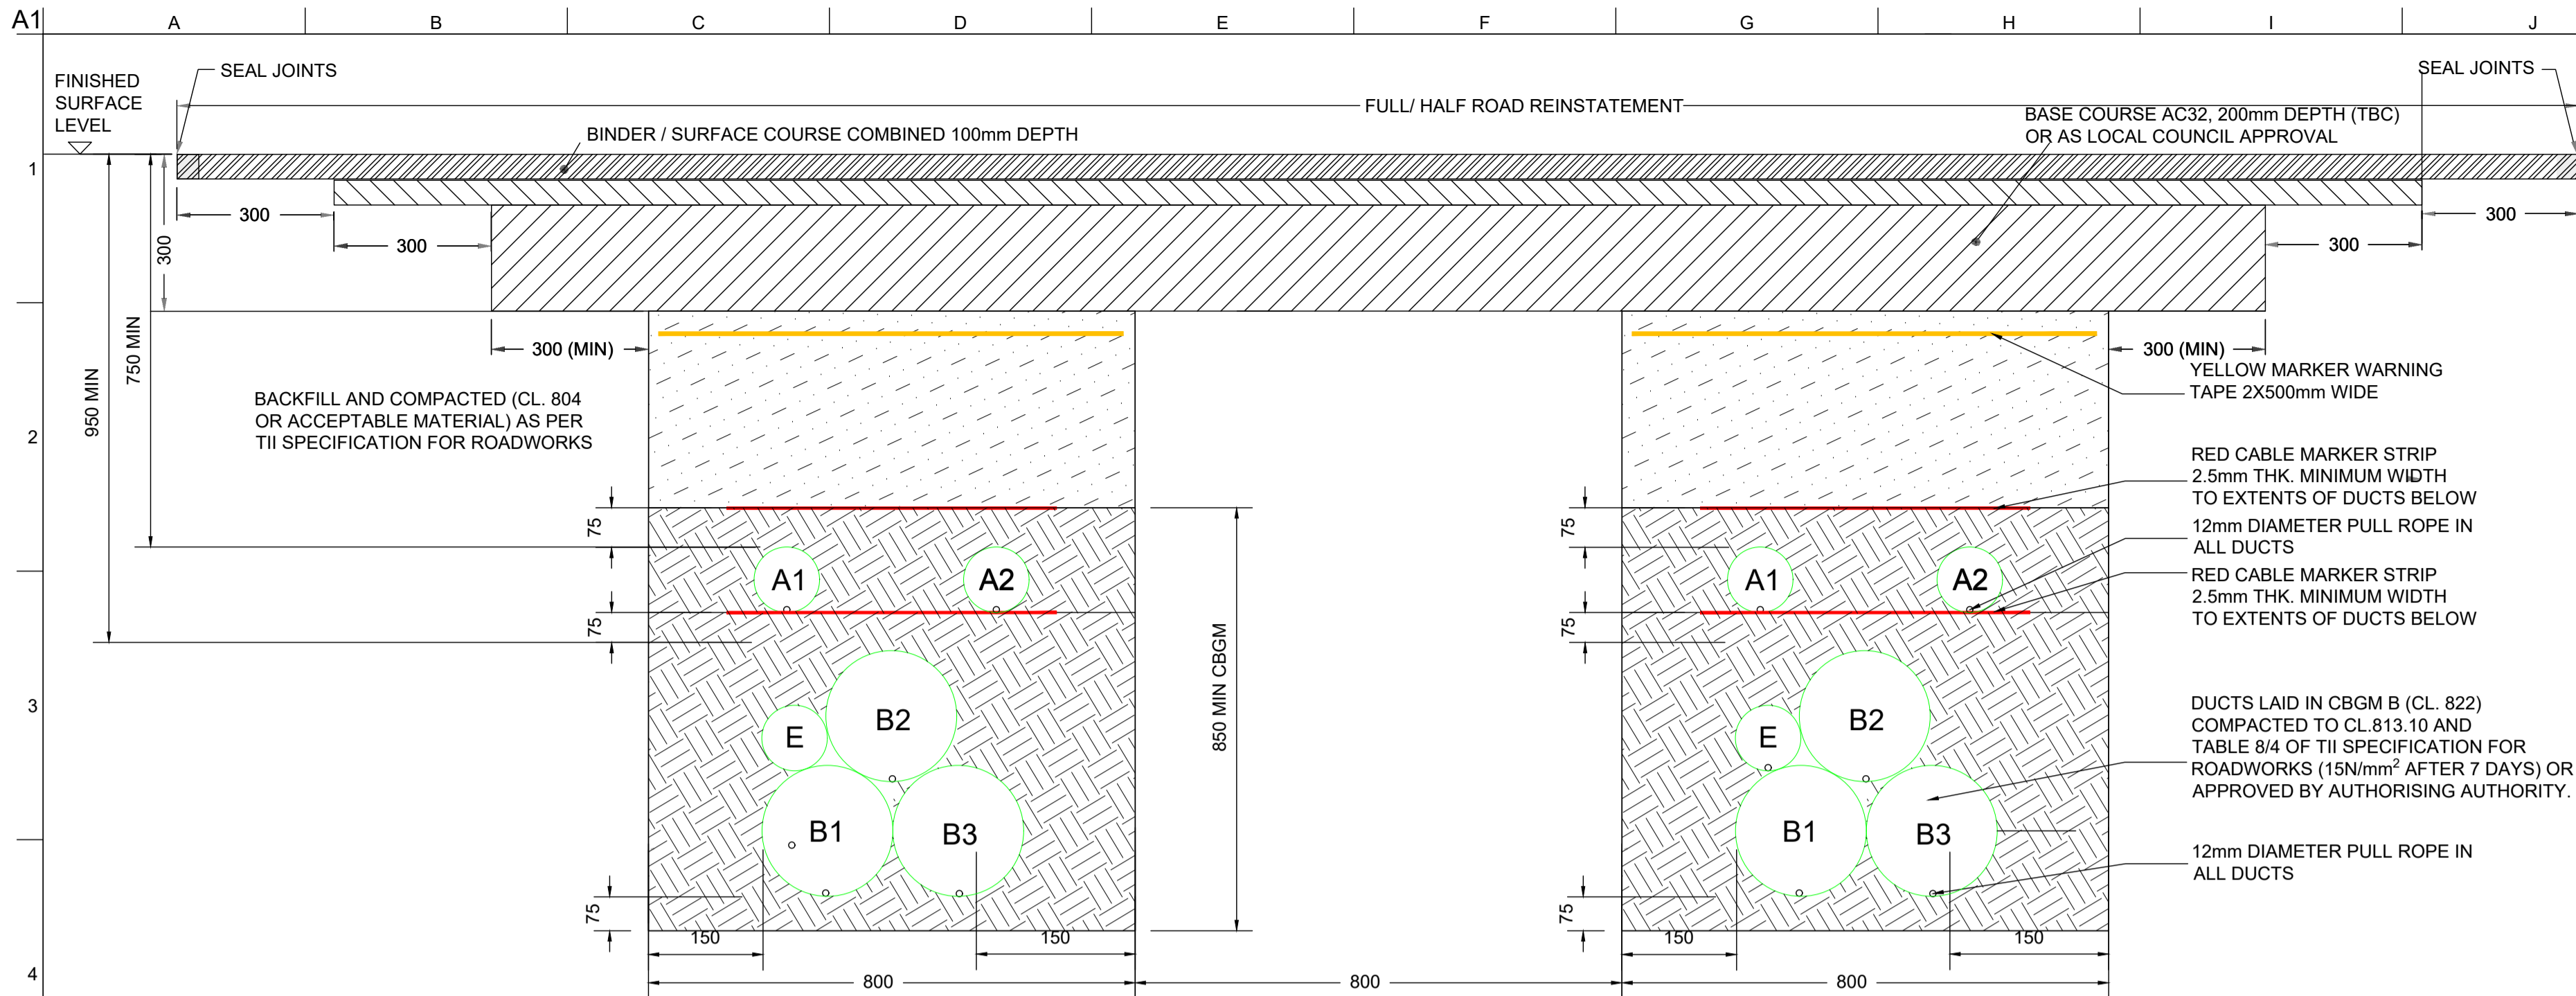 A1
A B C D E F G H I J
SEAL JOINTS
SEAL JOINTS
FINISHED
SURFACE
LEVEL
FULL/ HALF ROAD REINSTATEMENT
BASE COURSE AC32, 200mm DEPTH (TBC)
OR AS LOCAL COUNCIL APPROVAL
BINDER / SURFACE COURSE COMBINED 100mm DEPTH
1
300
300
300
300
300
300 (MIN)
300 (MIN)
750 MIN
950 MIN
YELLOW MARKER WARNING
TAPE 2X500mm WIDE
BACKFILL AND COMPACTED (CL. 804
OR ACCEPTABLE MATERIAL) AS PER
TII SPECIFICATION FOR ROADWORKS
2
RED CABLE MARKER STRIP
2.5mm THK. MINIMUM WIDTH
TO EXTENTS OF DUCTS BELOW
75
75
12mm DIAMETER PULL ROPE IN
ALL DUCTS
A1 A2
A1 A2
RED CABLE MARKER STRIP
2.5mm THK. MINIMUM WIDTH
TO EXTENTS OF DUCTS BELOW
75
75
3
850 MIN CBGM
E B2
E B2
B1 B3
B1 B3
DUCTS LAID IN CBGM B (CL. 822)
COMPACTED TO CL.813.10 AND
TABLE 8/4 OF TII SPECIFICATION FOR
ROADWORKS (15N/mm² AFTER 7 DAYS) OR
APPROVED BY AUTHORISING AUTHORITY.
12mm DIAMETER PULL ROPE IN
ALL DUCTS
75
75
150 150
150 150
4
800 800 800